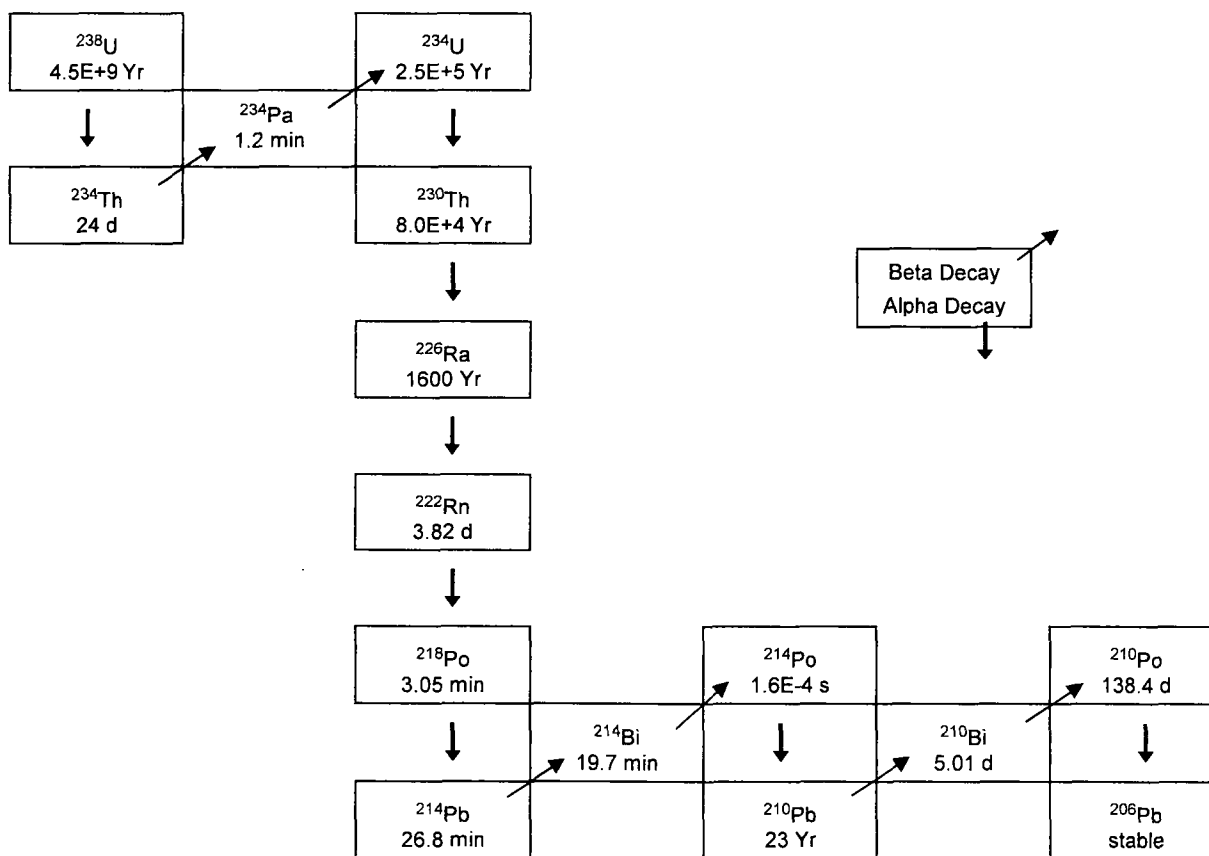 ²³⁸U
4.5E+9 Yr
²³⁴U
2.5E+5 Yr
²³⁴Pa
1.2 min
²³⁴Th
24 d
²³⁰Th
8.0E+4 Yr
Beta Decay
Alpha Decay
²²⁶Ra
1600 Yr
²²²Rn
3.82 d
²¹⁸Po
3.05 min
²¹⁴Po
1.6E-4 s
²¹⁰Po
138.4 d
²¹⁴Bi
19.7 min
²¹⁰Bi
5.01 d
²¹⁴Pb
26.8 min
²¹⁰Pb
23 Yr
²⁰⁶Pb
stable